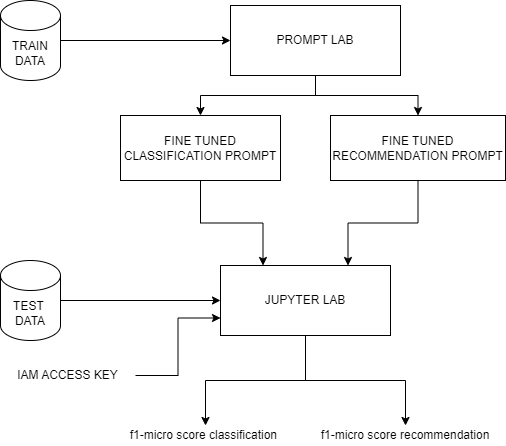 TRAIN
DATA
PROMPT LAB
FINE TUNED
CLASSIFICATION PROMPT
FINE TUNED
RECOMMENDATION PROMPT
TEST
DATA
JUPYTER LAB
IAM ACCESS KEY
f1-micro score classification
f1-micro score recommendation